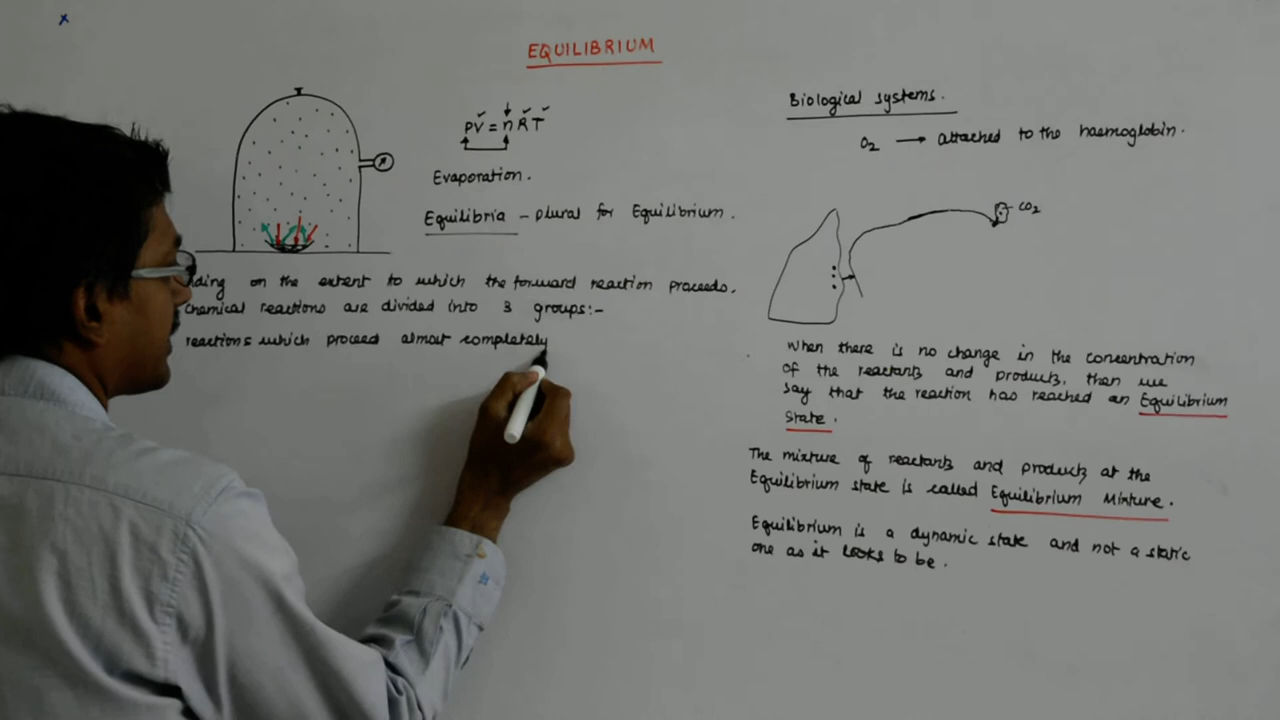 EQUILIBRIUM
PV = nRT
Evaporation.
Equilibria - plural for Equilibrium.
on the extent to which the forward reaction proceeds.
chemical reactions are divided into 3 groups:-
reactions which proceed almost completely
Biological systems.
O₂ → attached to the haemoglobin.
CO₂
When there is no change in the concentration
of the reactants and products, then we
say that the reaction has reached an Equilibrium
State.
The mixture of reactants and products at the
Equilibrium state is called Equilibrium Mixture.
Equilibrium is a dynamic state and not a static
one as it looks to be.